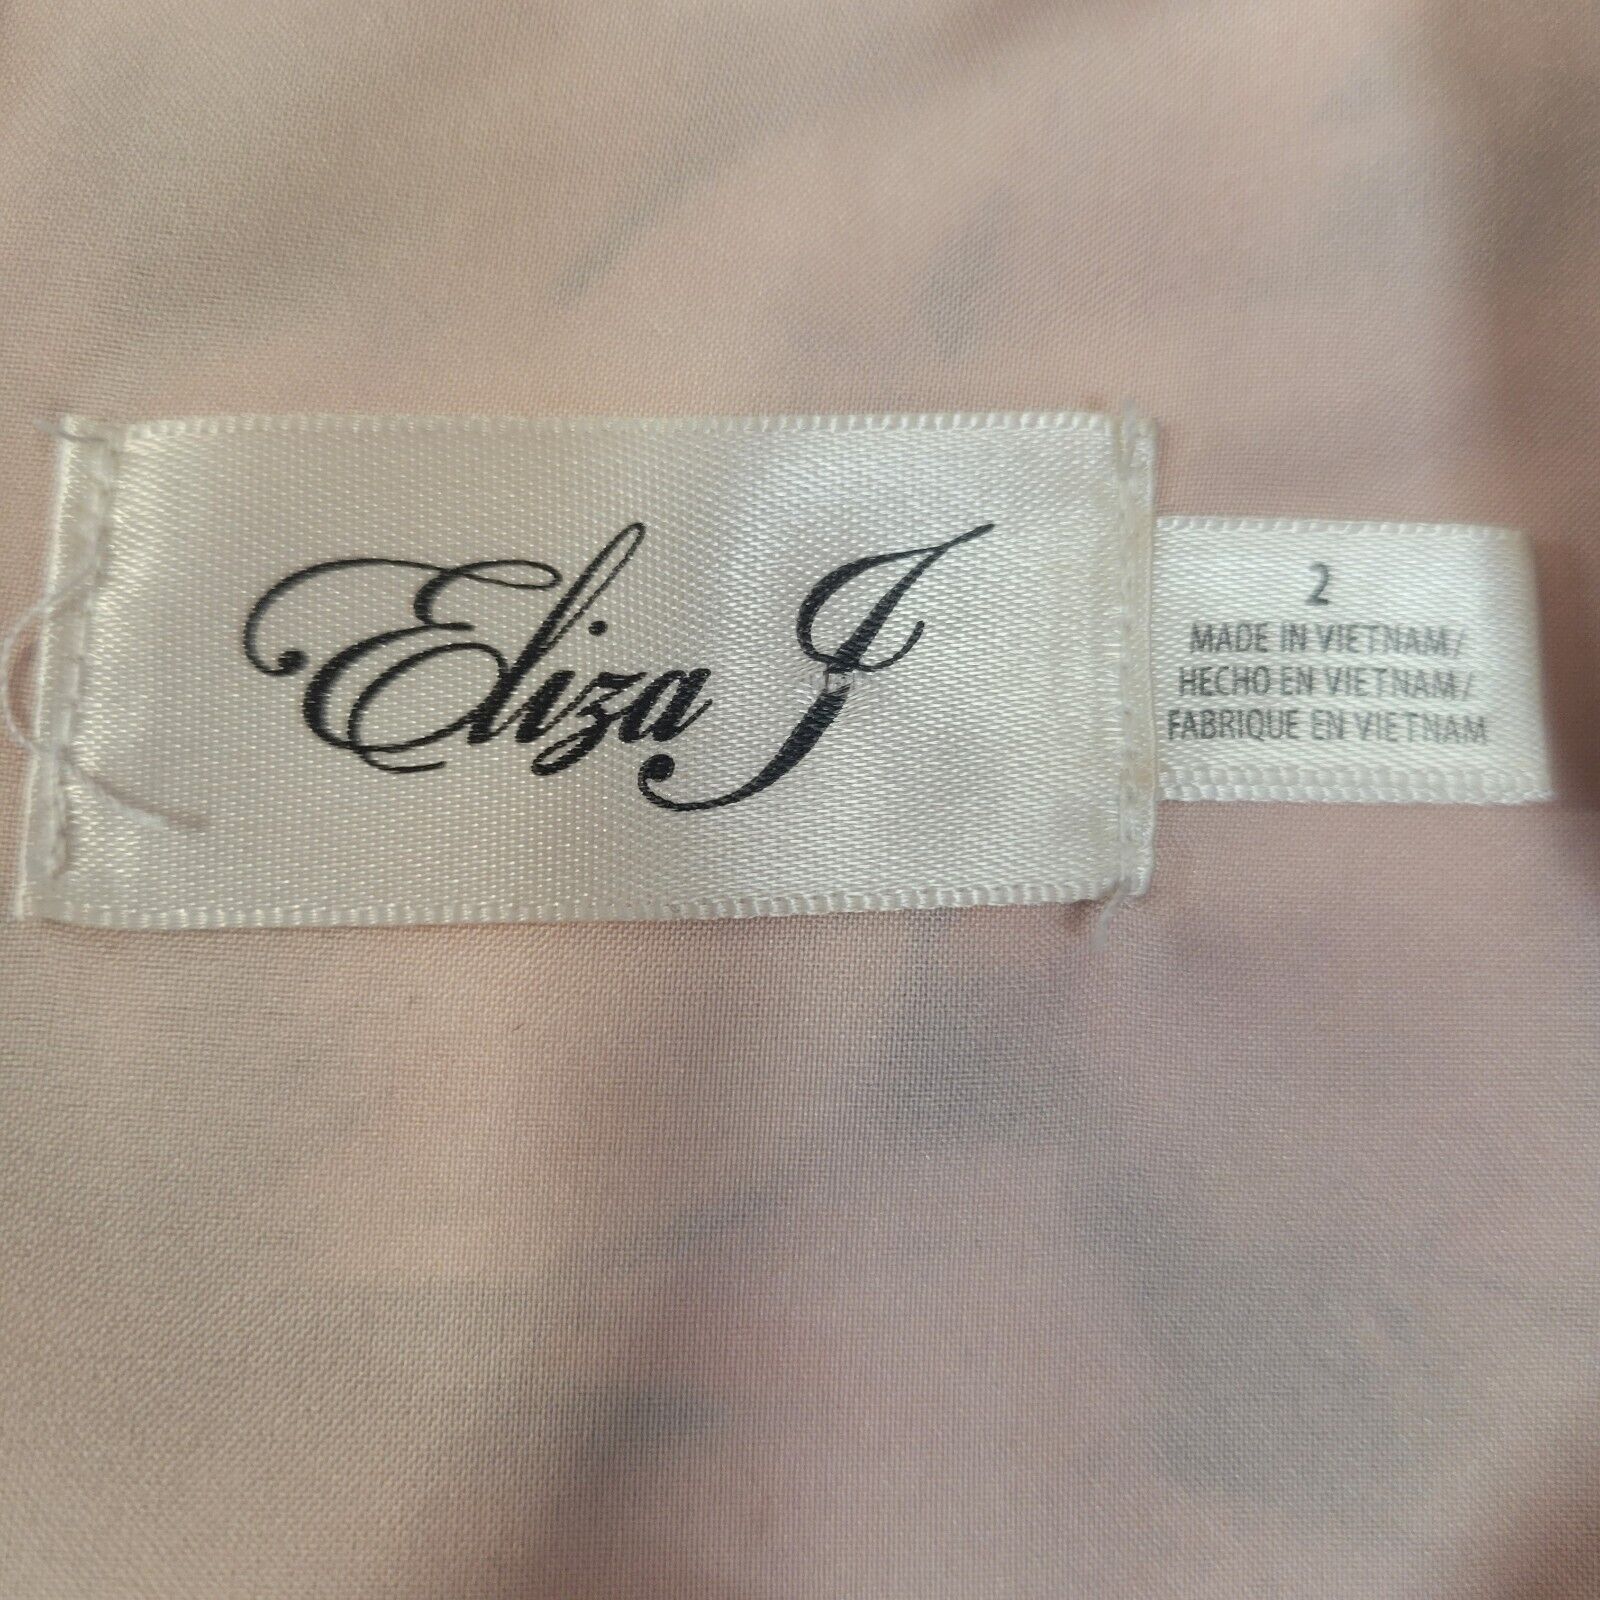 Eliza J
2
MADE IN VIETNAM/
HECHO EN VIETNAM/
FABRIQUE EN VIETNAM